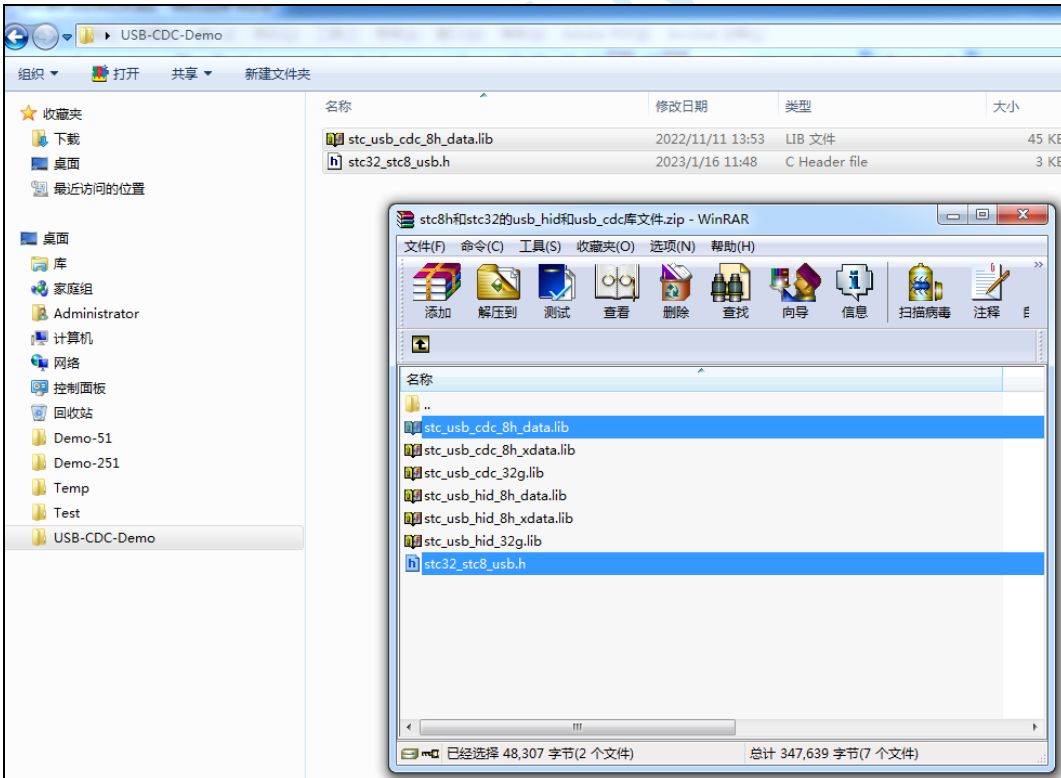 USB-CDC-Demo
组织 打开 共享 新建文件夹
名称 修改日期 类型 大小
收藏夹
下载
桌面
最近访问的位置
桌面
库
家庭组
Administrator
计算机
网络
控制面板
回收站
Demo-51
Demo-251
Temp
Test
USB-CDC-Demo
stc_usb_cdc_8h_data.lib 2022/11/11 13:53 LIB 文件 45 KE
stc32_stc8_usb.h 2023/1/16 11:48 C Header file 3 KE
stc8h和stc32的usb_hid和usb_cdc库文件.zip - WinRAR
文件(F) 命令(C) 工具(S) 收藏夹(O) 选项(N) 帮助(H)
添加 解压到 测试 查看 删除 查找 向导 信息 扫描病毒 注释
名称
..
stc_usb_cdc_8h_data.lib
stc_usb_cdc_8h_xdata.lib
stc_usb_cdc_32g.lib
stc_usb_hid_8h_data.lib
stc_usb_hid_8h_xdata.lib
stc_usb_hid_32g.lib
stc32_stc8_usb.h
已经选择 48,307 字节(2 个文件) 总计 347,639 字节(7 个文件)